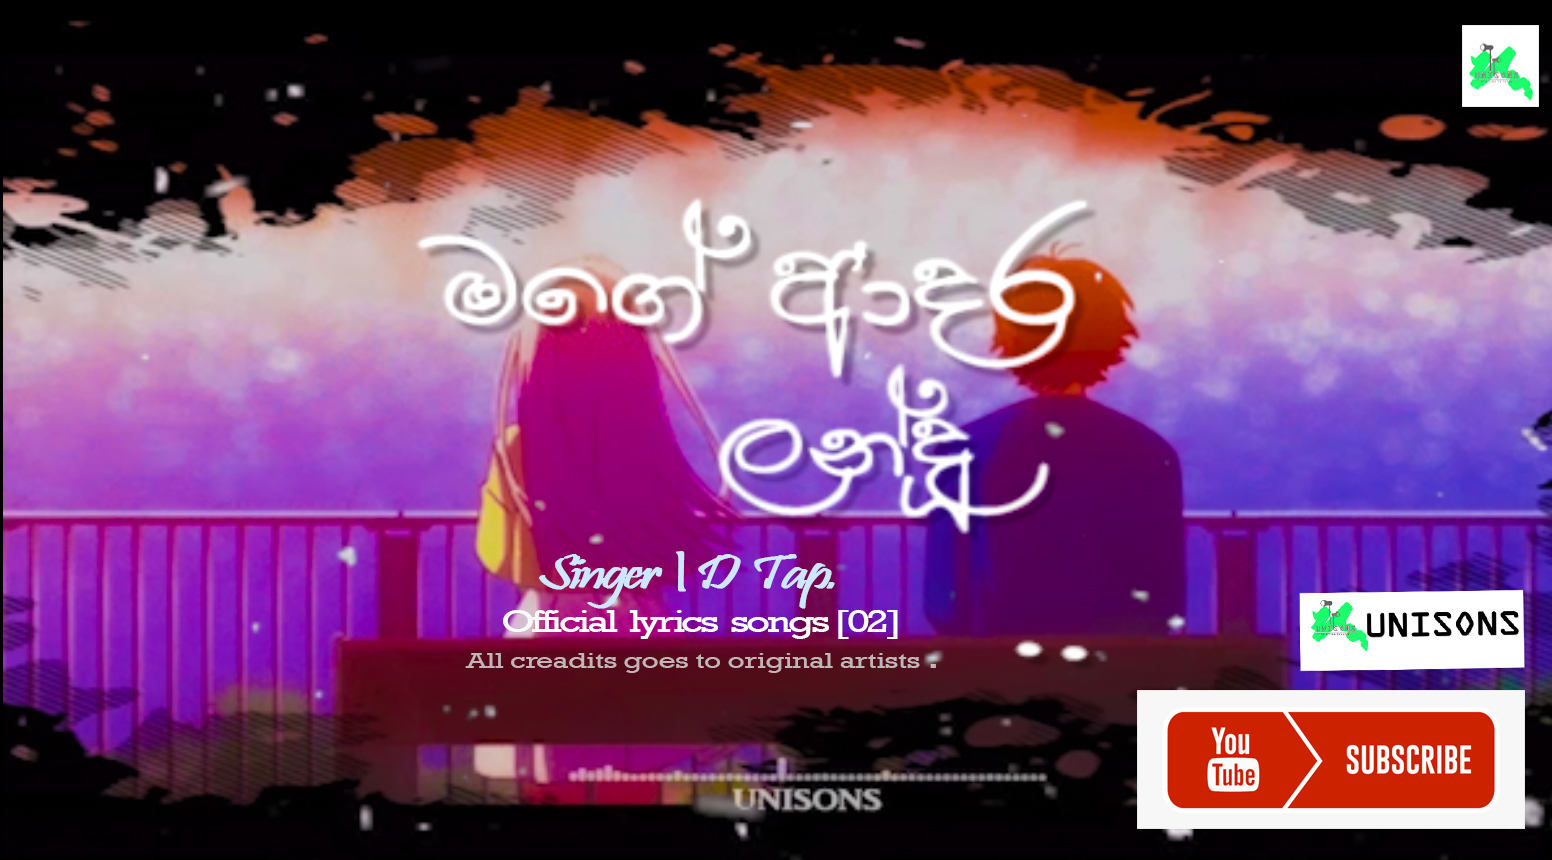 මගේ ආදර
ලන්දූ
Singer | D Tap.
Official lyrics songs [02]
All creadits goes to original artists .
UNISONS
You
Tube
SUBSCRIBE
UNISONS